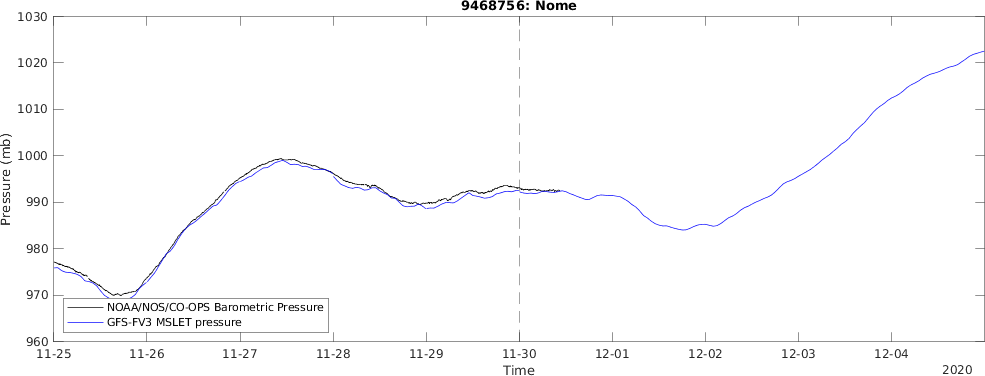 9468756: Nome
1030
1020
1010
1000
990
980
970
960
Pressure (mb)
NOAA/NOS/CO-OPS Barometric Pressure
GFS-FV3 MSLET pressure
11-25 11-26 11-27 11-28 11-29 11-30 12-01 12-02 12-03 12-04
Time
2020